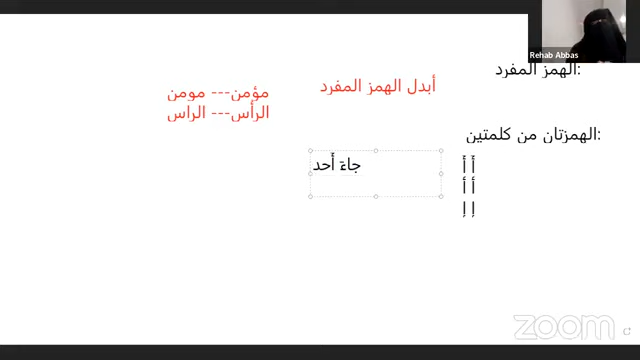 Rehab Abbas
الهمز المفرد:
أبدل الهمز المفرد
مؤمن--- مومن
الرأس--- الراس
الهمزتان من كلمتين:
جاءَ أَحد
أَ أَ
أُ أُ
إ إ
zoom